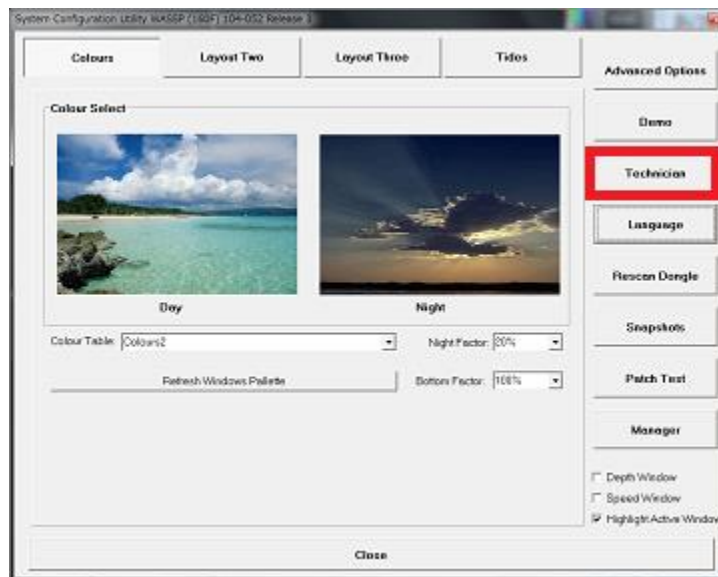 System Configuration Utility WASSP (160F) 104-052 Release 3
Colours
Layout Two
Layout Three
Tides
Advanced Options
Colour Select
Demo
Technician
Language
Day
Night
Rescan Dongle
Colour Table: Colours2
Night Factor: 20%
Snapshots
Refresh Windows Pallette
Bottom Factor: 100%
Patch Test
Manager
Depth Window
Speed Window
Highlight Active Window
Close